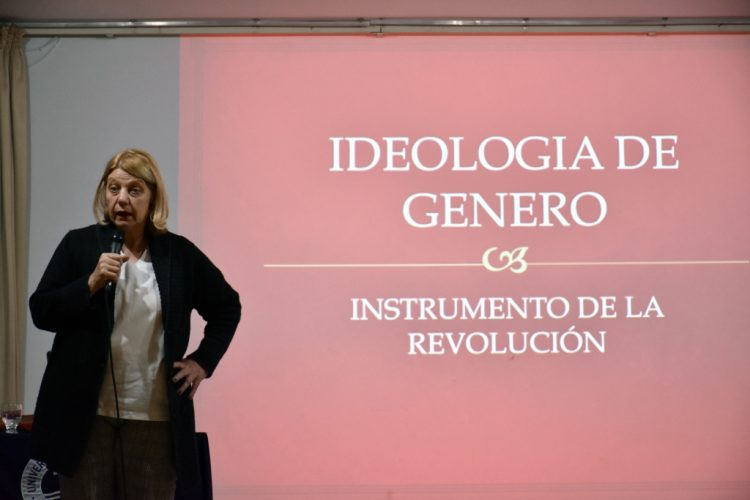 IDEOLOGIA DE
GENERO
INSTRUMENTO DE LA
REVOLUCIÓN